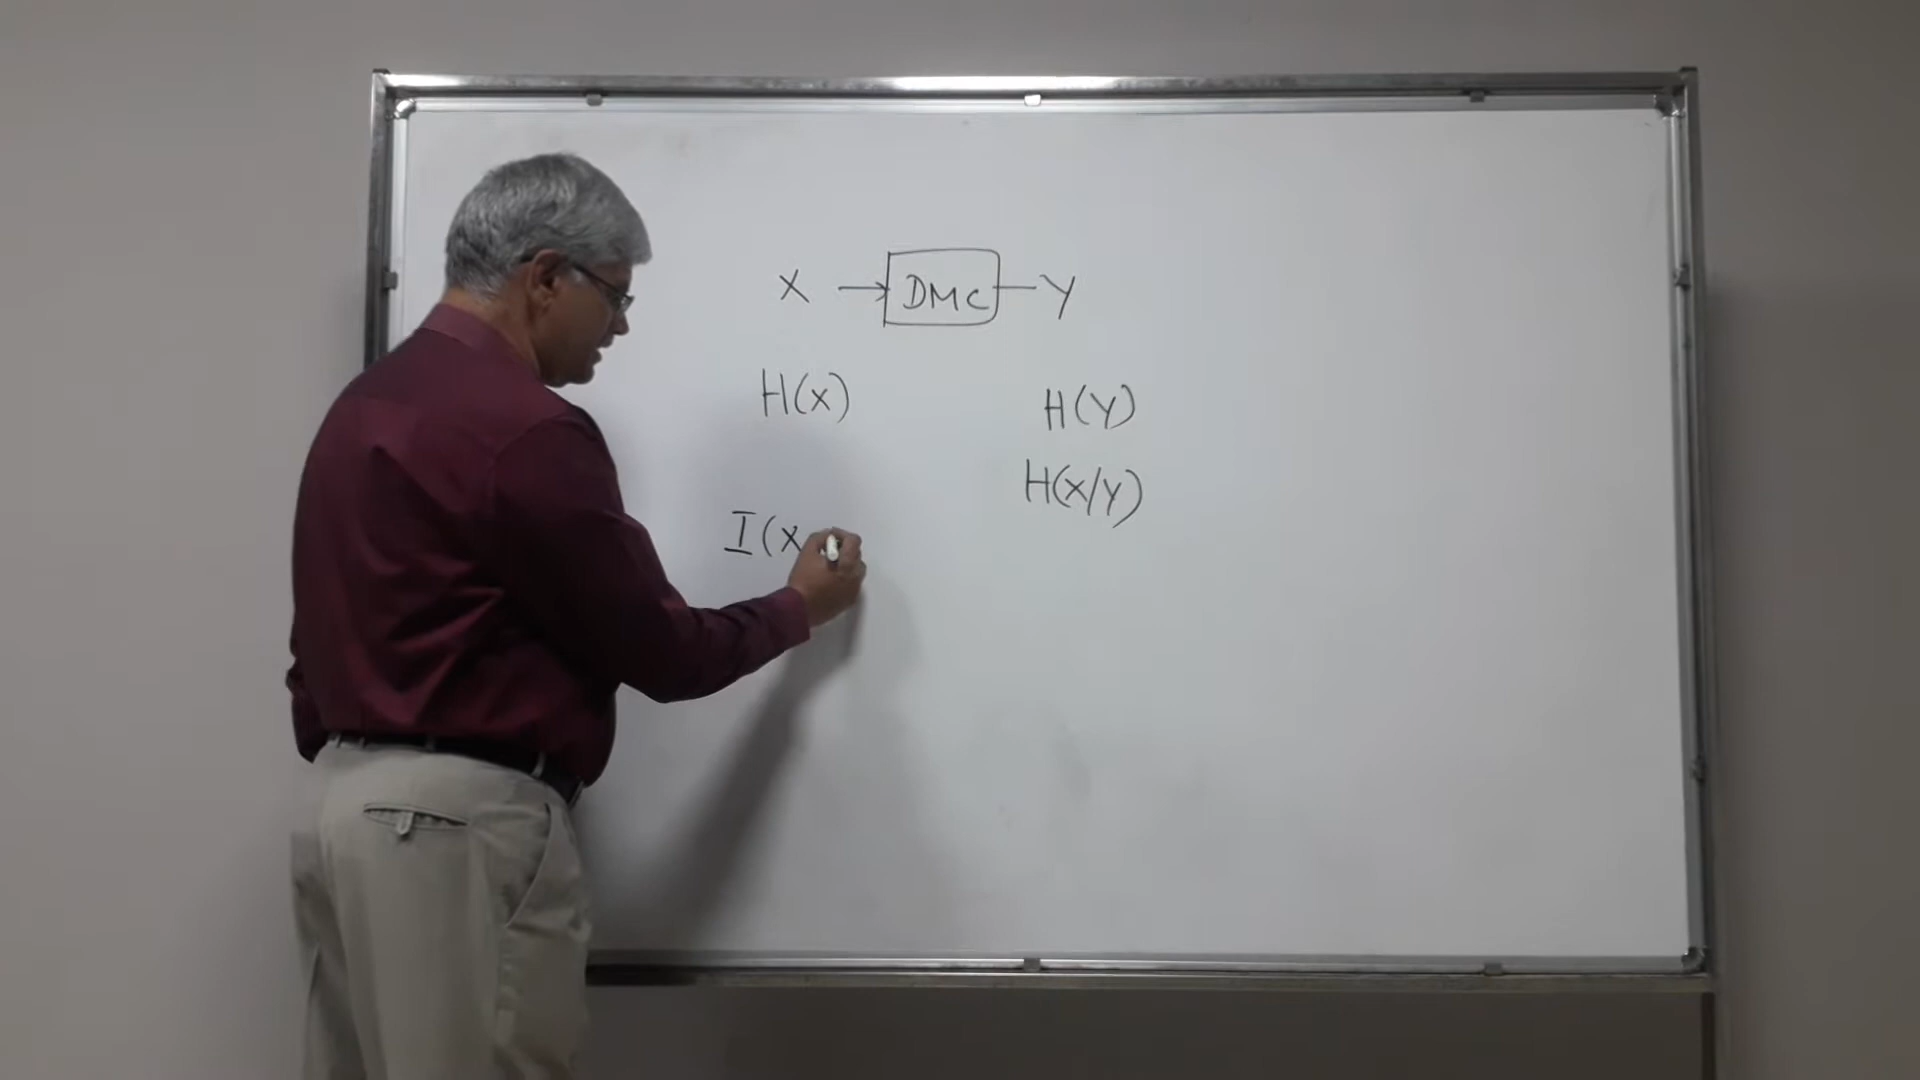 X → DMC — Y
H(X) H(Y)
H(X/Y)
I(X